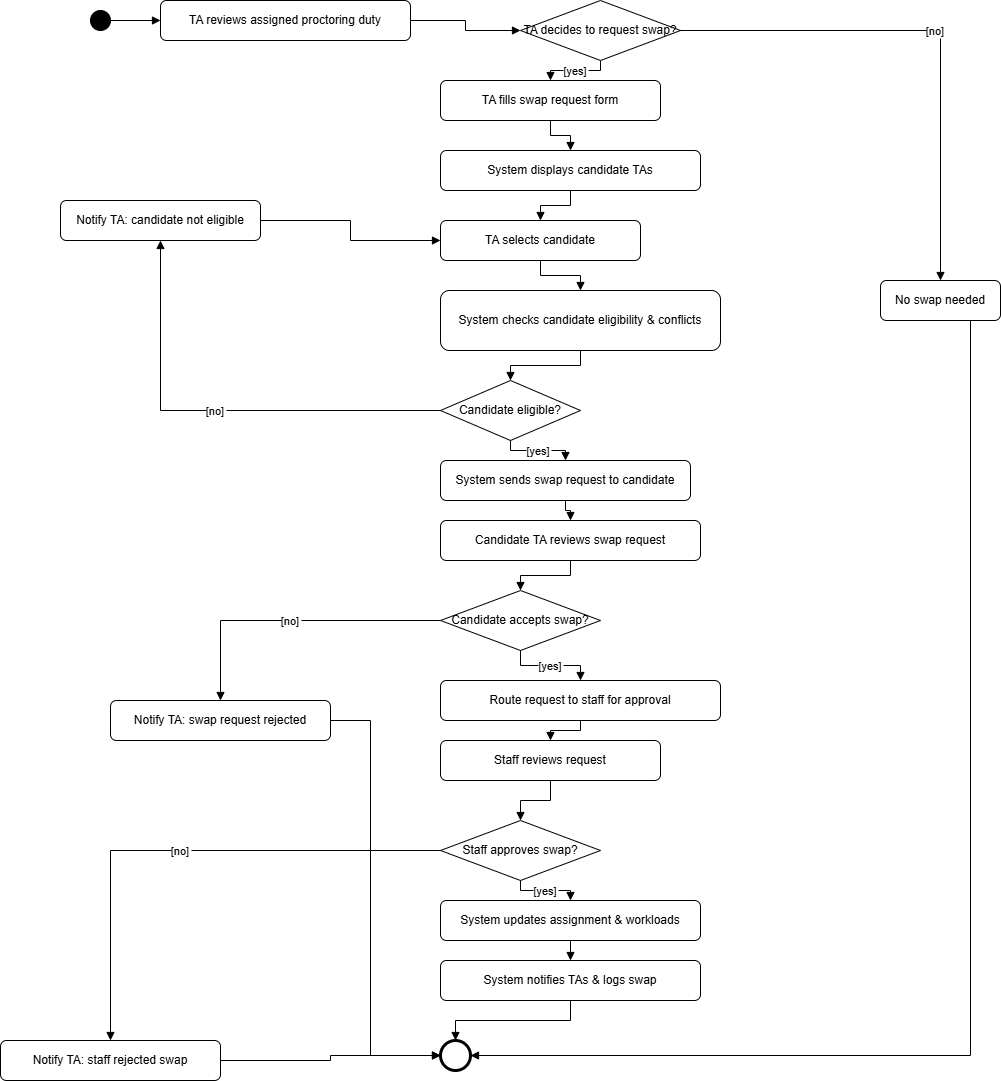 TA reviews assigned proctoring duty
TA decides to request swap?
[no]
[yes]
TA fills swap request form
System displays candidate TAs
Notify TA: candidate not eligible
TA selects candidate
No swap needed
System checks candidate eligibility & conflicts
Candidate eligible?
[no]
[yes]
System sends swap request to candidate
Candidate TA reviews swap request
Candidate accepts swap?
[no]
[yes]
Route request to staff for approval
Notify TA: swap request rejected
Staff reviews request
Staff approves swap?
[no]
[yes]
System updates assignment & workloads
System notifies TAs & logs swap
Notify TA: staff rejected swap